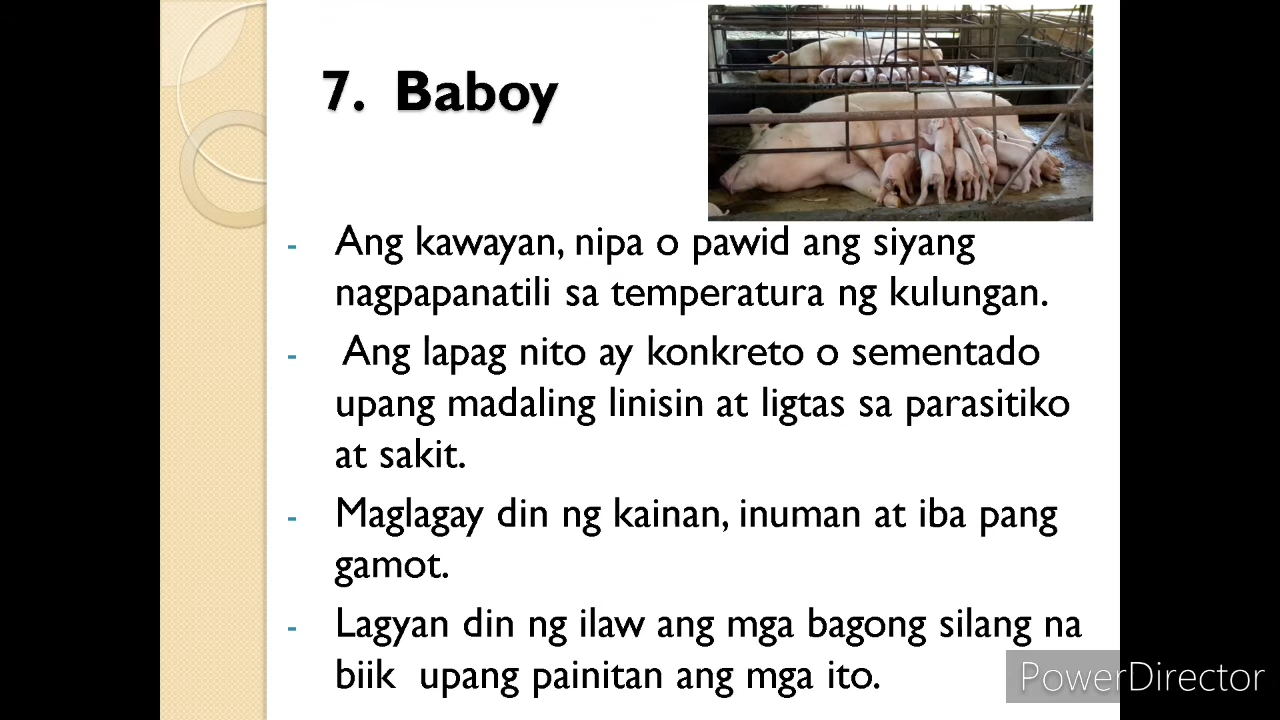 7. Baboy
- Ang kawayan, nipa o pawid ang siyang
nagpapanatili sa temperatura ng kulungan.
- Ang lapag nito ay konkreto o sementado
upang madaling linisin at ligtas sa parasitiko
at sakit.
- Maglagay din ng kainan, inuman at iba pang
gamot.
- Lagyan din ng ilaw ang mga bagong silang na
biik upang painitan ang mga ito.
PowerDirector